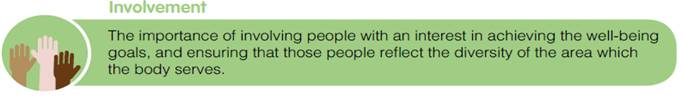 Involvement
The importance of involving people with an interest in achieving the well-being
goals, and ensuring that those people reflect the diversity of the area which
the body serves.